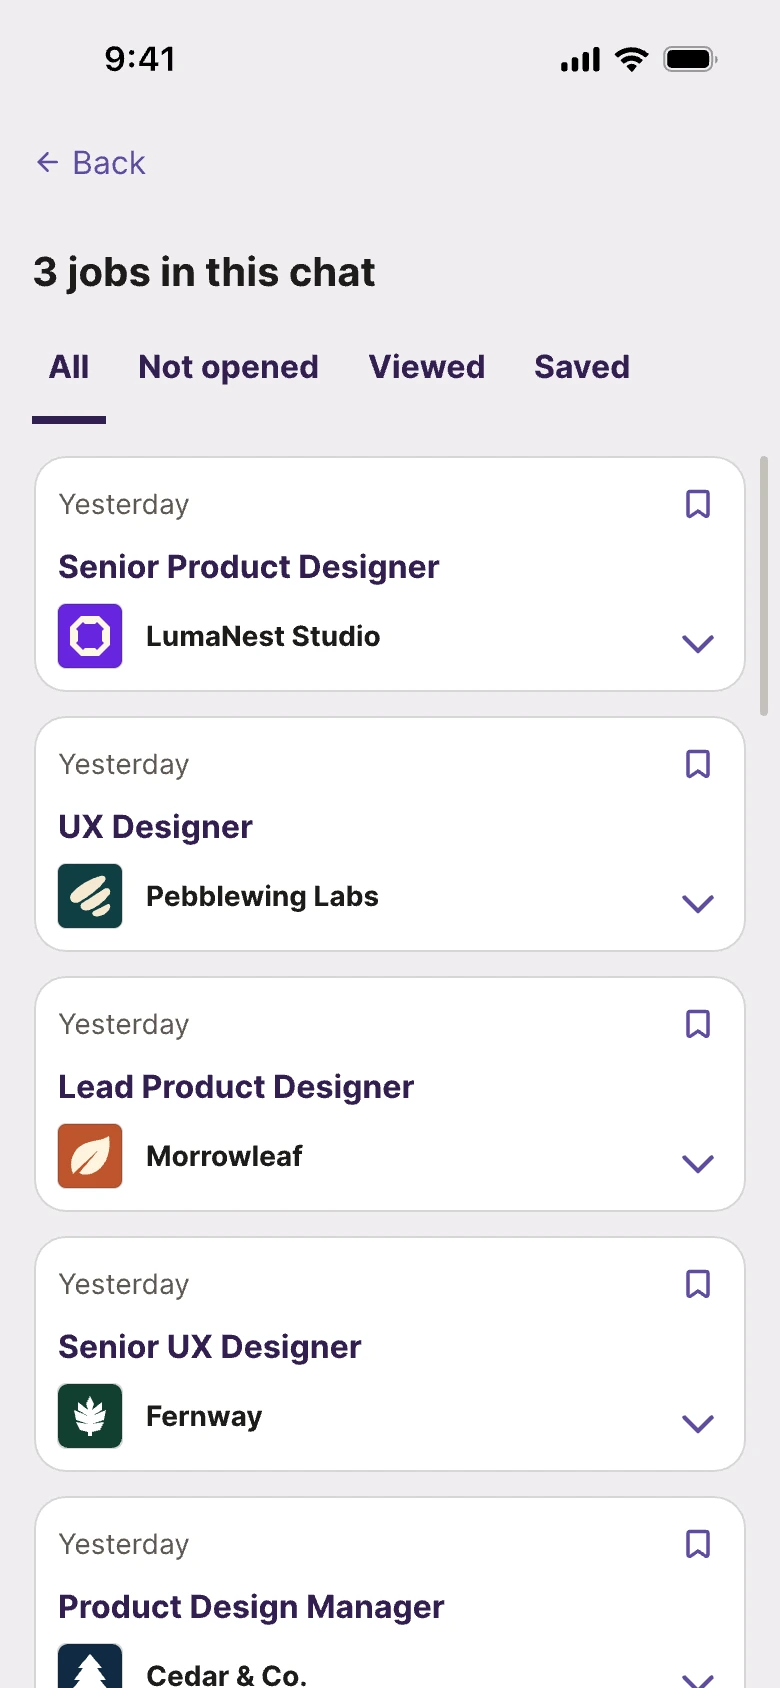 9:41
← Back
3 jobs in this chat
All Not opened Viewed Saved
Yesterday
Senior Product Designer
LumaNest Studio
Yesterday
UX Designer
Pebblewing Labs
Yesterday
Lead Product Designer
Morrowleaf
Yesterday
Senior UX Designer
Fernway
Yesterday
Product Design Manager
Cedar & Co.